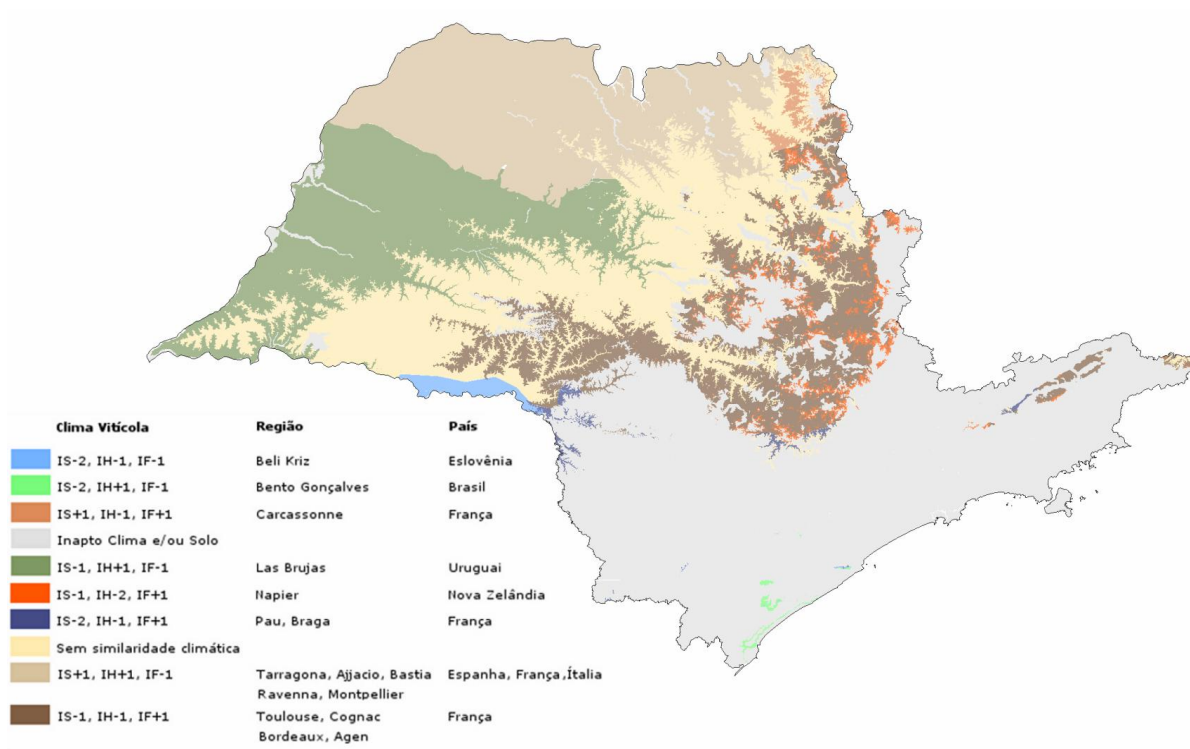 Clima Vitícola Região País
IS-2, IH-1, IF-1 Beli Kriz Eslovênia
IS-2, IH+1, IF-1 Bento Gonçalves Brasil
IS+1, IH-1, IF+1 Carcassonne França
Inapto Clima e/ou Solo
IS-1, IH+1, IF-1 Las Brujas Uruguai
IS-1, IH-2, IF+1 Napier Nova Zelândia
IS-2, IH-1, IF+1 Pau, Braga França
Sem similaridade climática
IS+1, IH+1, IF-1 Tarragona, Ajjacio, Bastia Espanha, França,Ítalia
Ravenna, Montpellier
IS-1, IH-1, IF+1 Toulouse, Cognac França
Bordeaux, Agen